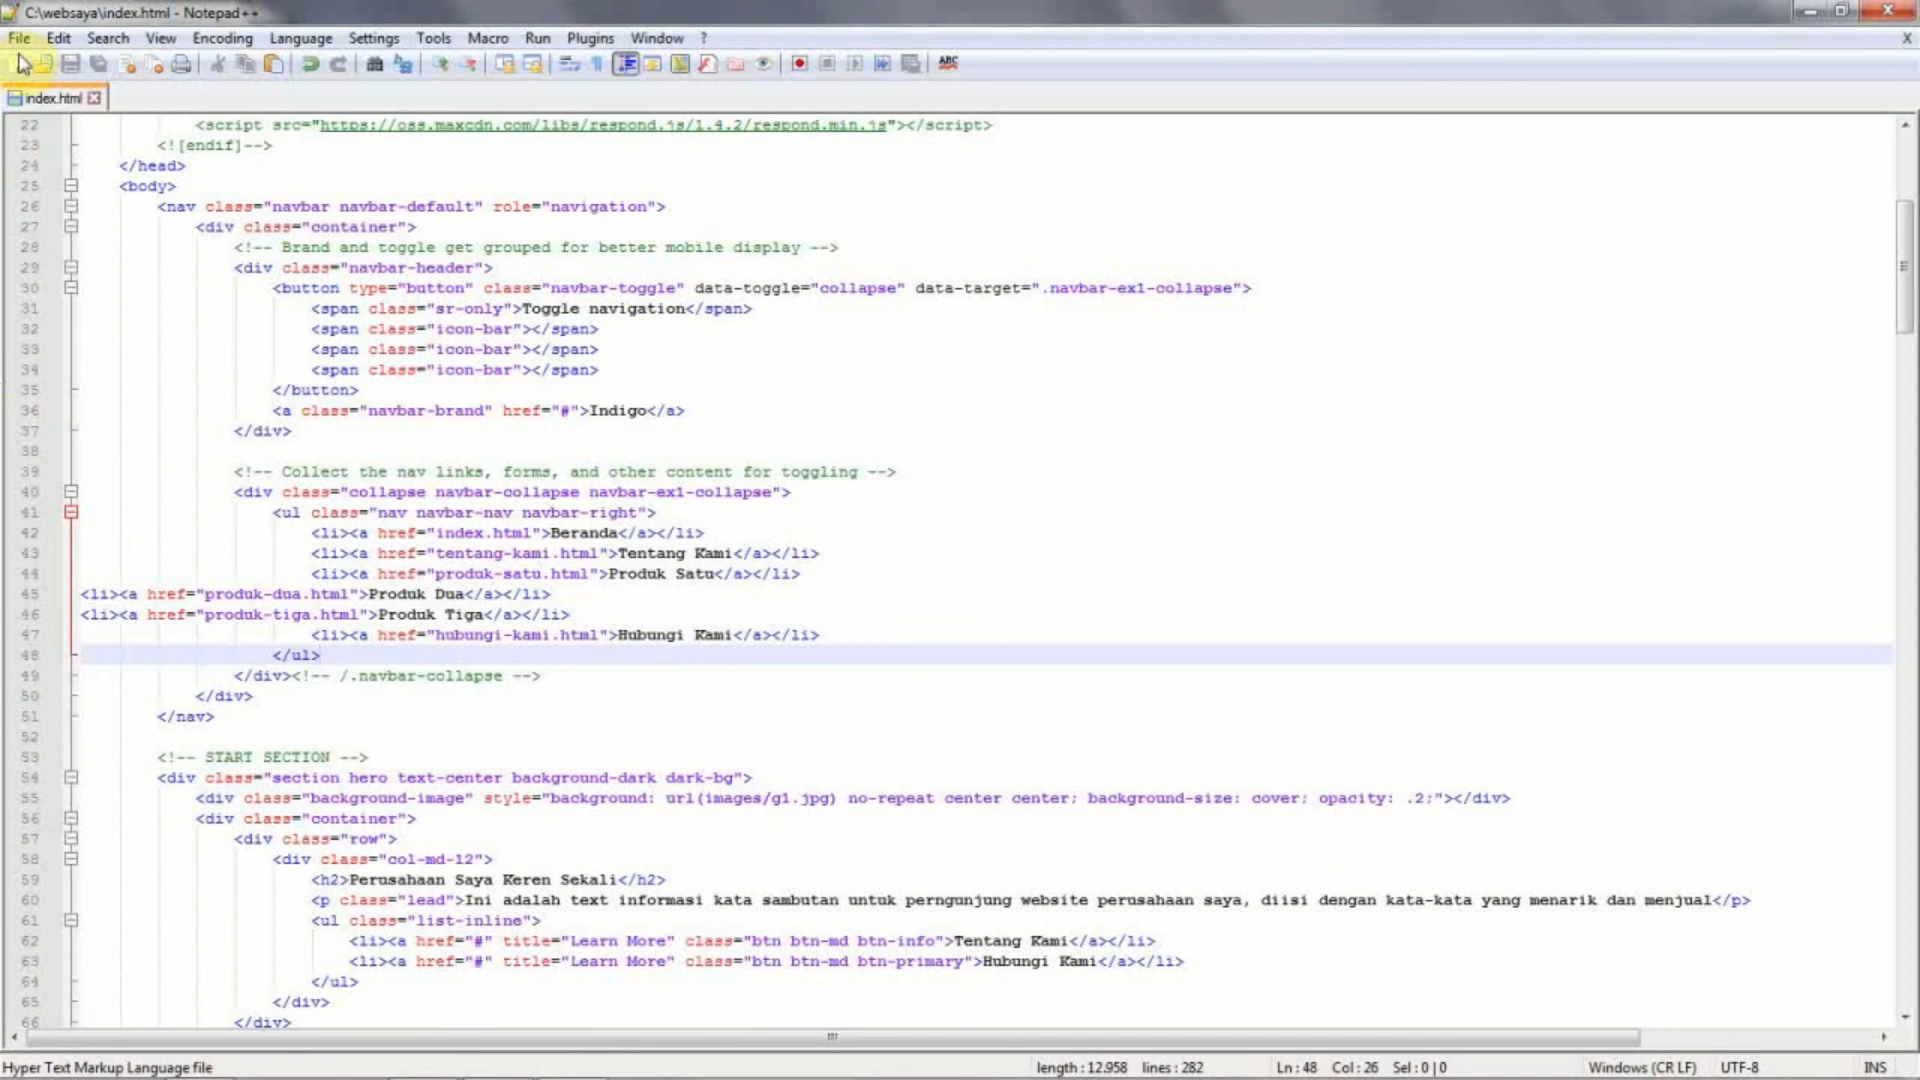 C:\websaya\index.html - Notepad++
File Edit Search View Encoding Language Settings Tools Macro Run Plugins Window ? X
ABC
index.html
22 <script src="https://oss.maxcdn.com/libs/respond.js/1.4.2/respond.min.js"></script>
23 <![endif]-->
24 </head>
25 <body>
26 <nav class="navbar navbar-default" role="navigation">
27 <div class="container">
28 <!-- Brand and toggle get grouped for better mobile display -->
29 <div class="navbar-header">
30 <button type="button" class="navbar-toggle" data-toggle="collapse" data-target=".navbar-ex1-collapse">
31 <span class="sr-only">Toggle navigation</span>
32 <span class="icon-bar"></span>
33 <span class="icon-bar"></span>
34 <span class="icon-bar"></span>
35 </button>
36 <a class="navbar-brand" href="#">Indigo</a>
37 </div>
38
39 <!-- Collect the nav links, forms, and other content for toggling -->
40 <div class="collapse navbar-collapse navbar-ex1-collapse">
41 <ul class="nav navbar-nav navbar-right">
42 <li><a href="index.html">Beranda</a></li>
43 <li><a href="tentang-kami.html">Tentang Kami</a></li>
44 <li><a href="produk-satu.html">Produk Satu</a></li>
45 <li><a href="produk-dua.html">Produk Dua</a></li>
46 <li><a href="produk-tiga.html">Produk Tiga</a></li>
47 <li><a href="hubungi-kami.html">Hubungi Kami</a></li>
48 </ul>
49 </div><!-- /.navbar-collapse -->
50 </div>
51 </nav>
52
53 <!-- START SECTION -->
54 <div class="section hero text-center background-dark dark-bg">
55 <div class="background-image" style="background: url(images/g1.jpg) no-repeat center center; background-size: cover; opacity: .2;"></div>
56 <div class="container">
57 <div class="row">
58 <div class="col-md-12">
59 <h2>Perusahaan Saya Keren Sekali</h2>
60 <p class="lead">Ini adalah text informasi kata sambutan untuk perngunjung website perusahaan saya, diisi dengan kata-kata yang menarik dan menjual</p>
61 <ul class="list-inline">
62 <li><a href="#" title="Learn More" class="btn btn-md btn-info">Tentang Kami</a></li>
63 <li><a href="#" title="Learn More" class="btn btn-md btn-primary">Hubungi Kami</a></li>
64 </ul>
65 </div>
66 </div>
Hyper Text Markup Language file length : 12.958 lines : 282 Ln : 48 Col : 26 Sel : 0 | 0 Windows (CR LF) UTF-8 INS